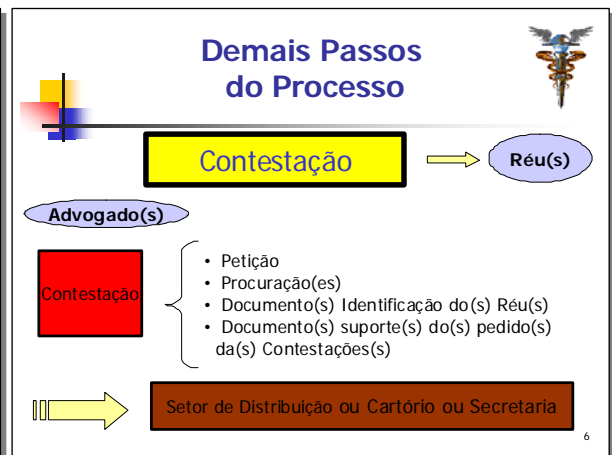 Demais Passos
do Processo
Contestação
Réu(s)
Advogado(s)
Contestação
• Petição
• Procuração(es)
• Documento(s) Identificação do(s) Réu(s)
• Documento(s) suporte(s) do(s) pedido(s)
da(s) Contestações(s)
Setor de Distribuição ou Cartório ou Secretaria
6